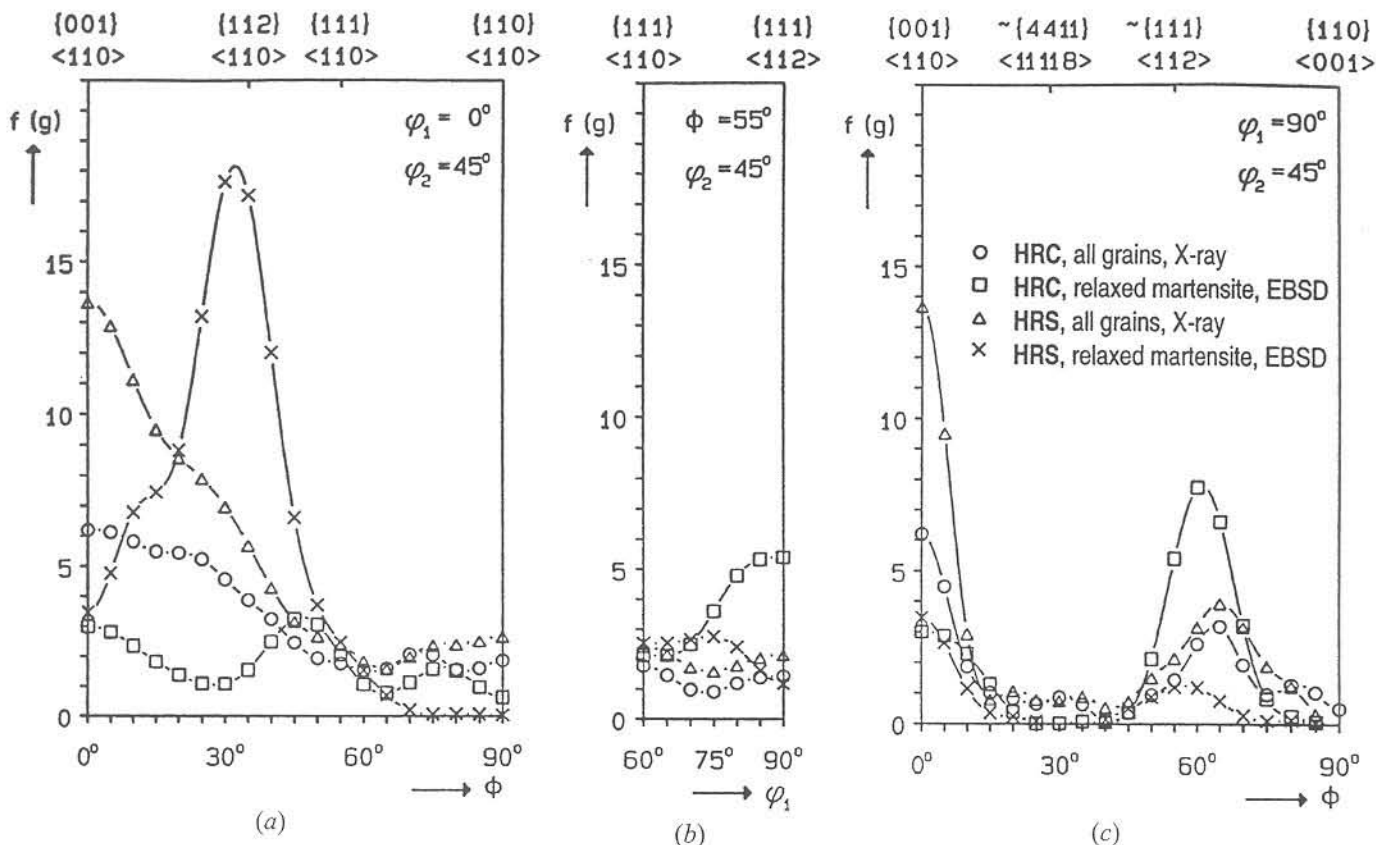 {001} {112} {111} {110}
<110> <110> <110> <110>
f (g)
φ₁ = 0°
φ₂ = 45°
15
10
5
0
0° 30° 60° 90°
Φ
(a)
{111} {111}
<110> <112>
f (g)
Φ = 55°
φ₂ = 45°
15
10
5
0
60° 75° 90°
φ₁
(b)
{001} ~{4411} ~{111} {110}
<110> <11118> <112> <001>
f (g)
φ₁ = 90°
φ₂ = 45°
HRC, all grains, X-ray
HRC, relaxed martensite, EBSD
HRS, all grains, X-ray
HRS, relaxed martensite, EBSD
15
10
5
0
0° 30° 60° 90°
Φ
(c)